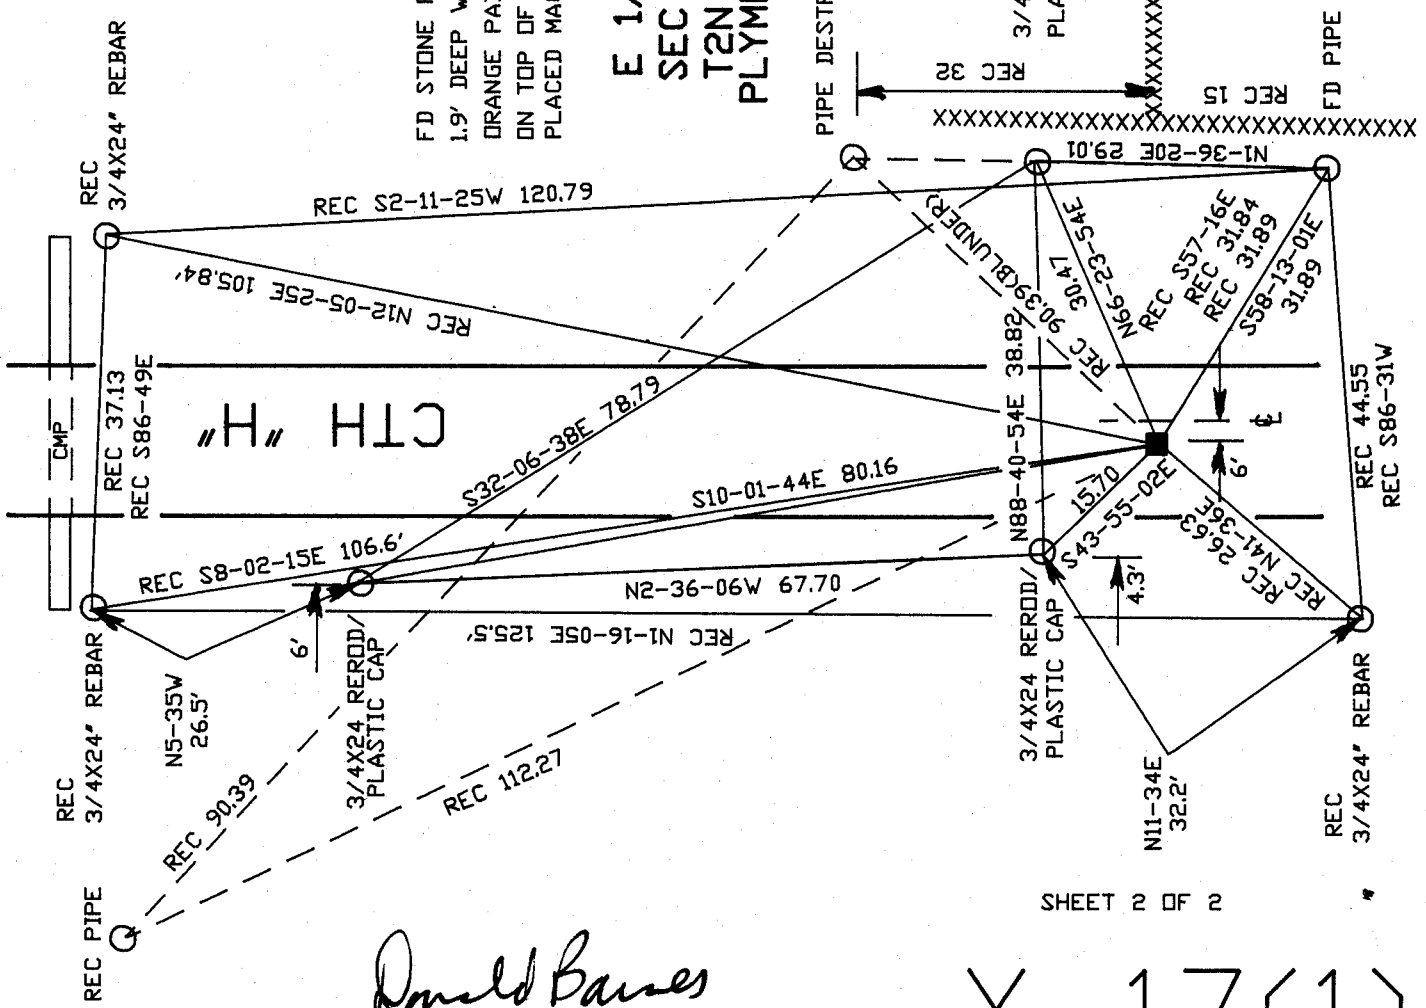 REC
3/4X24" REBAR
FD STONE
1.9' DEEP W
ORANGE PA
ON TOP OF
PLACED MA
E 1/
SEC
T2N
PLYM
PIPE DESTR
3/4
PLA
REC 32
REC 15
FD PIPE
REC S2-11-25W 120.79
N1-36-20E 29.01
REC N12-05-25E 105.84'
REC 90.39(BLUNDER)
N66-23-54E
30.47
REC S57-16E
REC 31.84
REC 31.89
S58-13-01E
31.89
CMP
REC 37.13
REC S86-49E
CTH "H"
S32-06-38E 78.79
N88-40-54E 38.82
S10-01-44E 80.16
15.70
S43-55-02E
6'
REC 44.55
REC S86-31W
REC S8-02-15E 106.6'
N2-36-06W 67.70
REC N41-36E
26.63
4.3'
REC N1-16-05E 125.5'
6'
REC
3/4X24" REBAR
N5-35W
26.5'
3/4X24 REROD/
PLASTIC CAP
3/4X24 REROD/
PLASTIC CAP
N11-34E
32.2'
REC
3/4X24" REBAR
REC 90.39
REC 112.27
REC PIPE
SHEET 2 OF 2
Donald Barnes
17(1)